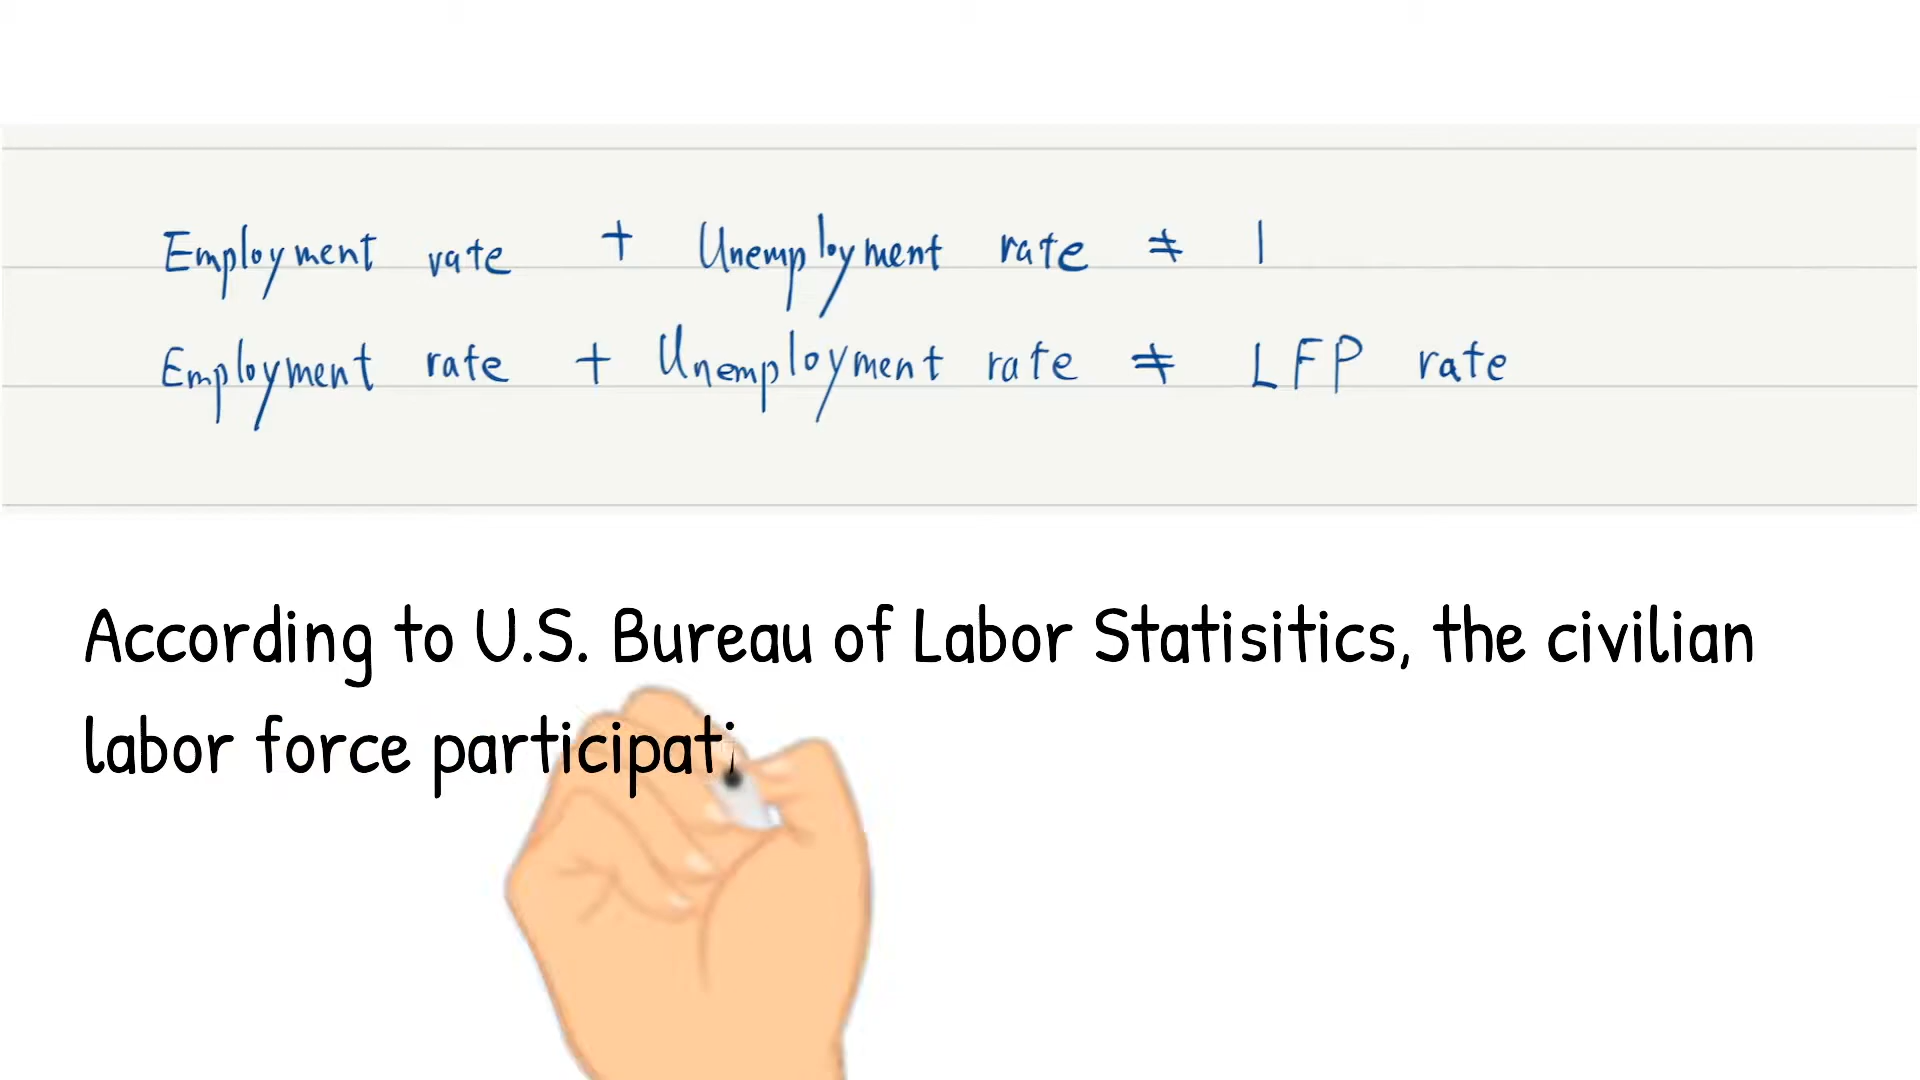 Employment rate + Unemployment rate ≠ 1
Employment rate + Unemployment rate ≠ LFP rate
According to U.S. Bureau of Labor Statisitics, the civilian
labor force participati